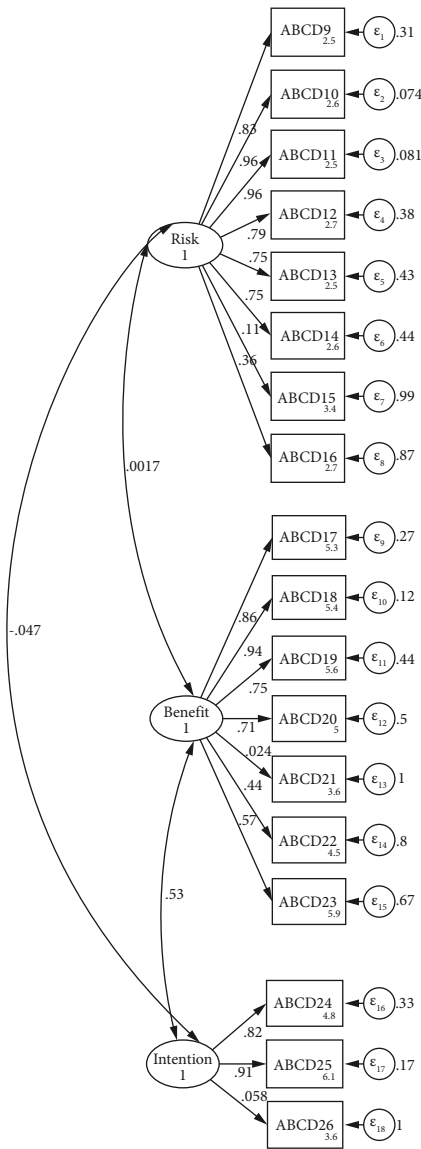 ABCD9
2.5
ε1 .31
ABCD10
2.6
ε2 .074
.83
ABCD11
2.5
ε3 .081
.96
.96
ABCD12
2.7
ε4 .38
.79
Risk
1
.75
ABCD13
2.5
ε5 .43
.75
ABCD14
2.6
ε6 .44
.11
.36
ABCD15
3.4
ε7 .99
ABCD16
2.7
ε8 .87
.0017
ABCD17
5.3
ε9 .27
ABCD18
5.4
ε10 .12
.86
-.047
.94
ABCD19
5.6
ε11 .44
.75
Benefit
1
.71
ABCD20
5
ε12 .5
.024
ABCD21
3.6
ε13 1
.44
.57
ABCD22
4.5
ε14 .8
ABCD23
5.9
ε15 .67
.53
ABCD24
4.8
ε16 .33
.82
Intention
1
.91
ABCD25
6.1
ε17 .17
.058
ABCD26
3.6
ε18 1